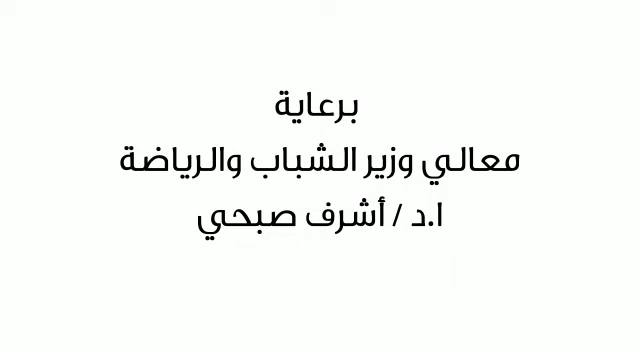 برعاية
معالي وزير الشباب والرياضة
ا.د / أشرف صبحي